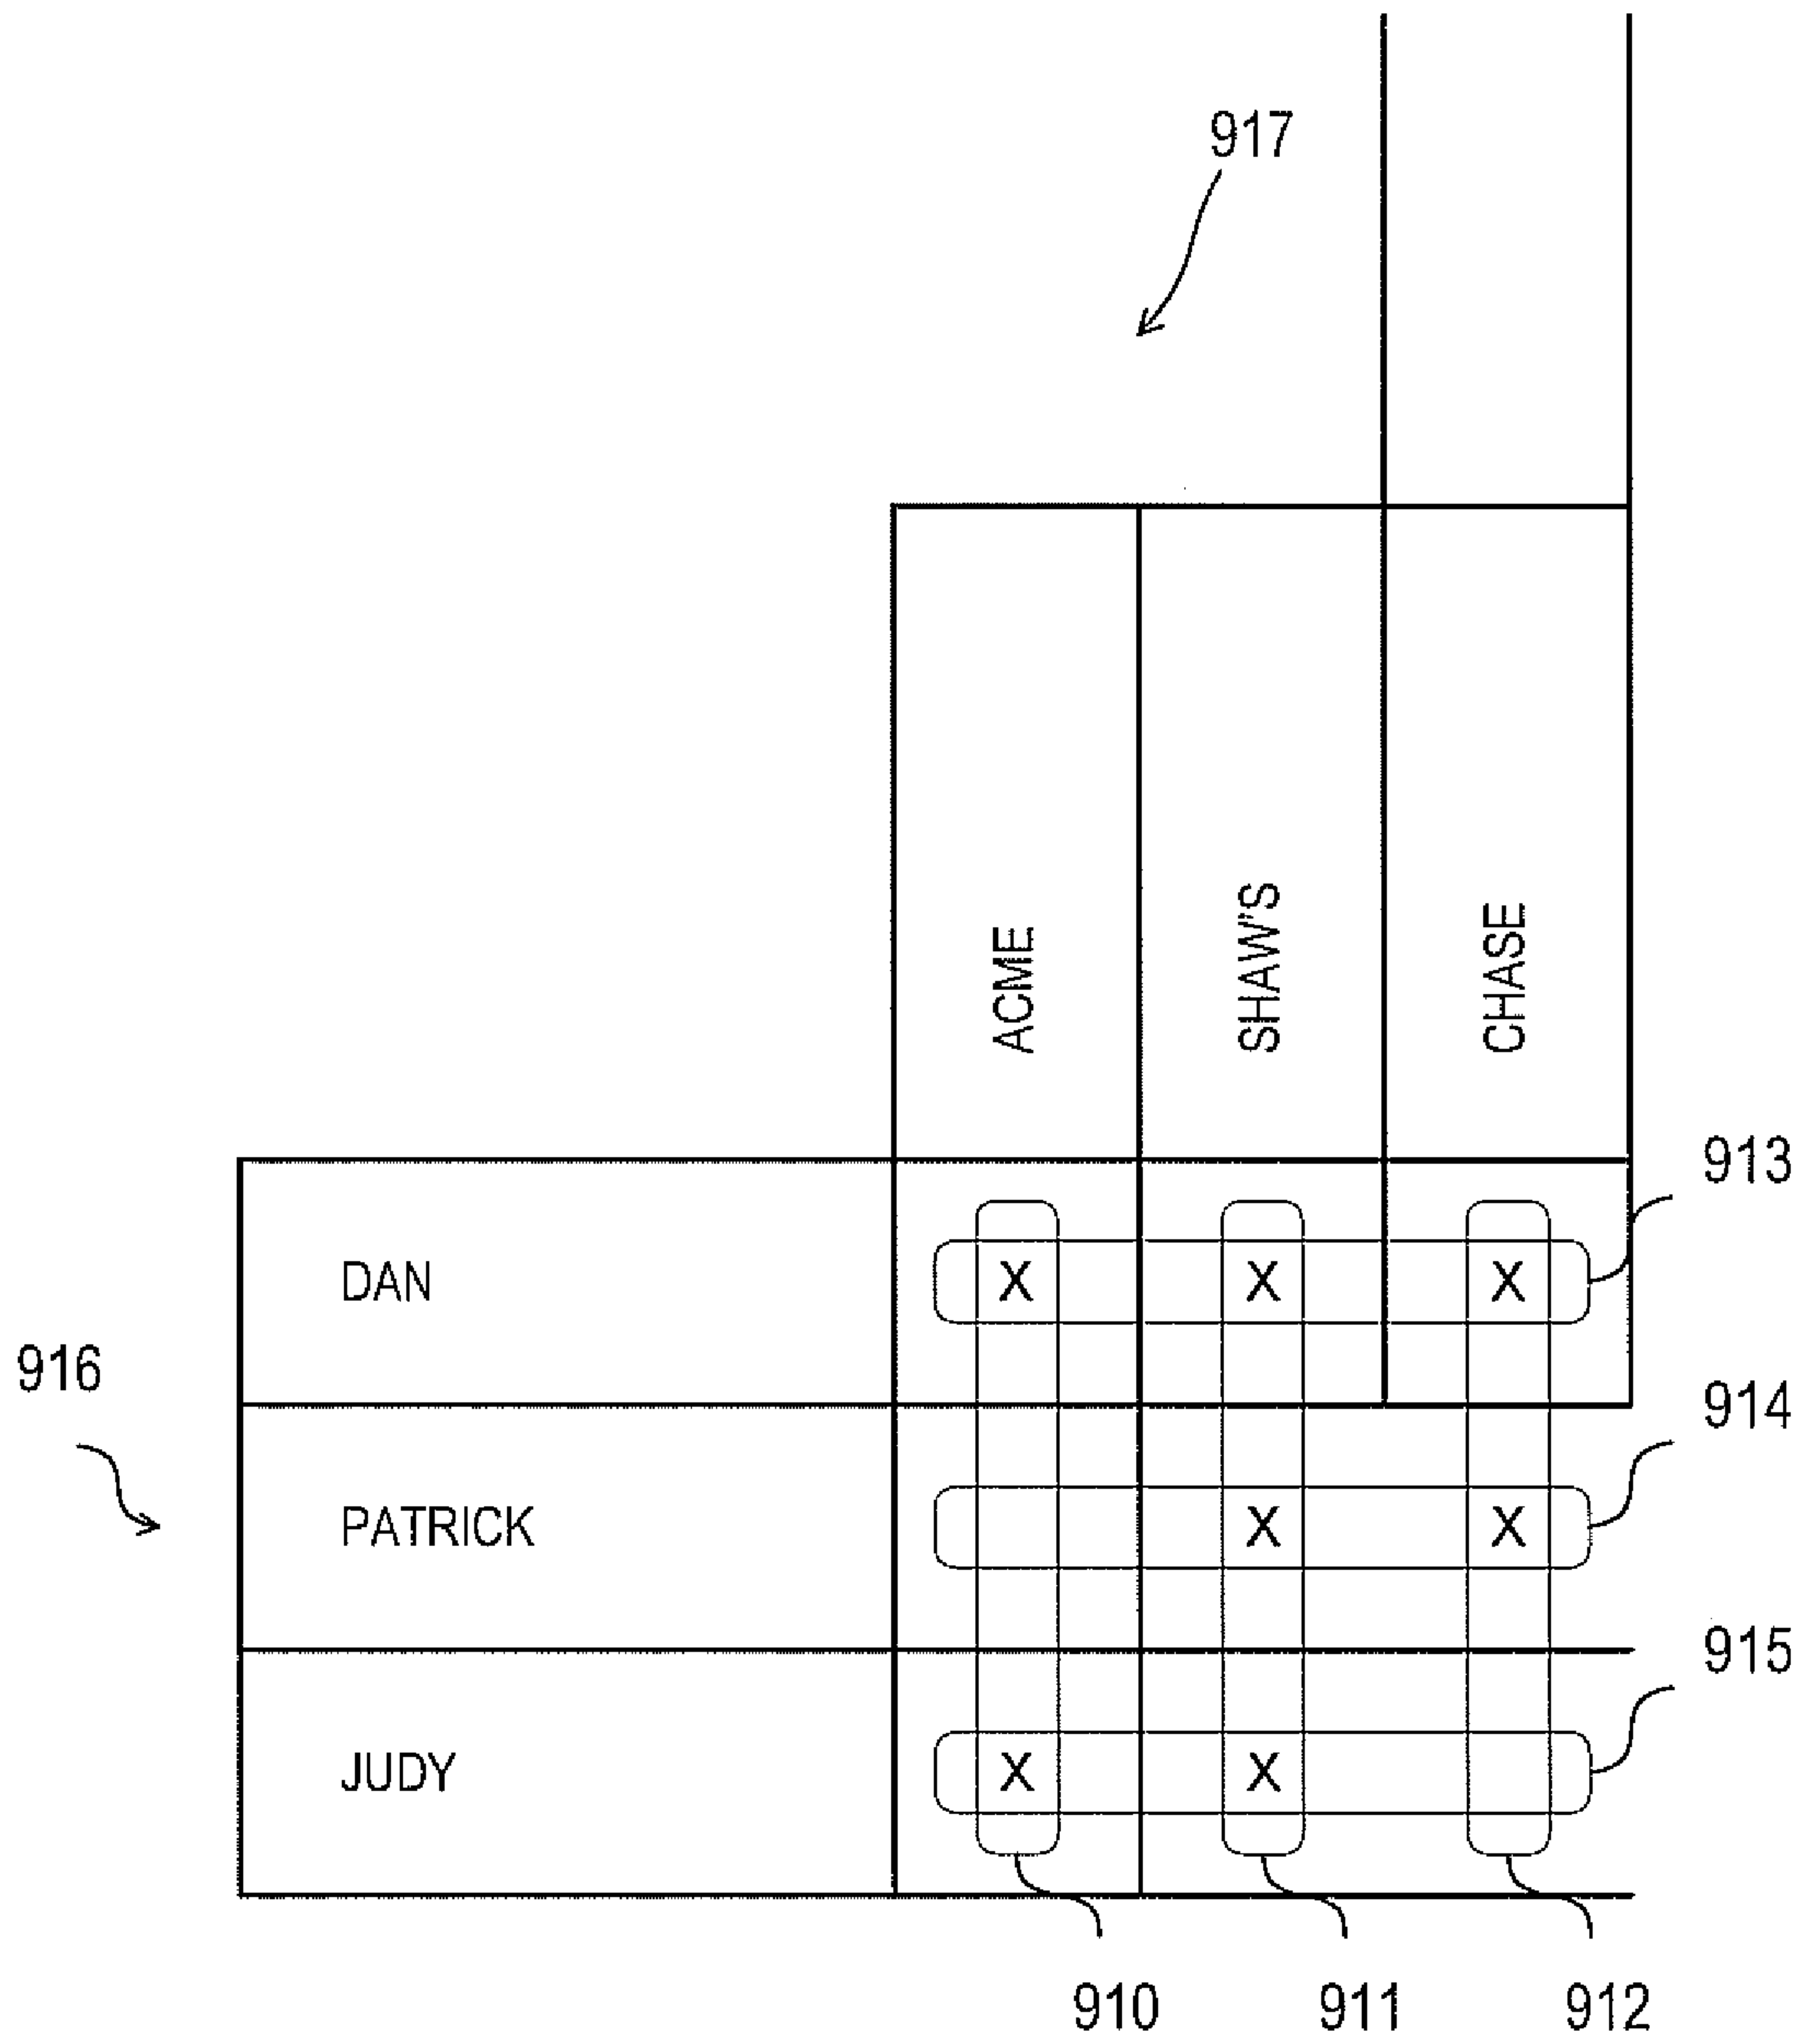 917
ACME
SHAW'S
CHASE
913
DAN X X X
916
914
PATRICK X X
915
JUDY X X
910 911 912